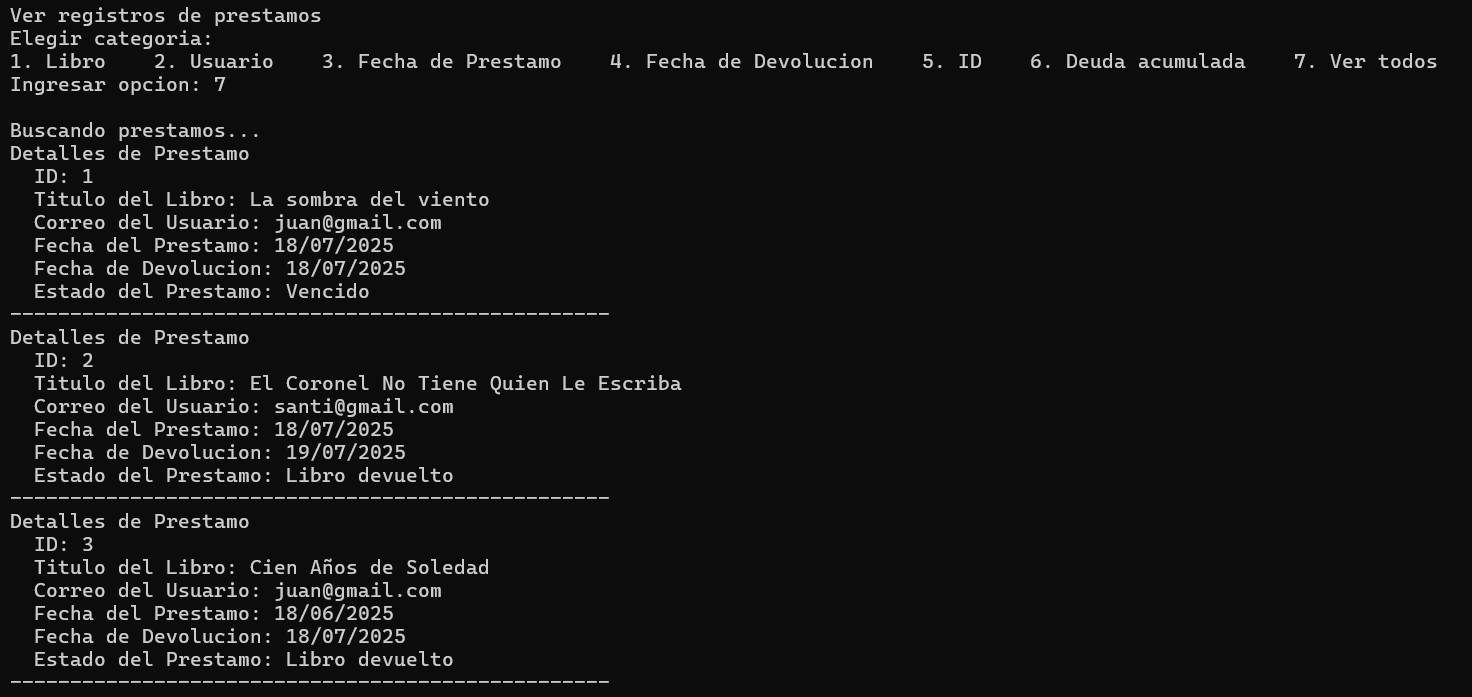 Ver registros de prestamos
Elegir categoria:
1. Libro    2. Usuario    3. Fecha de Prestamo    4. Fecha de Devolucion    5. ID    6. Deuda acumulada    7. Ver todos
Ingresar opcion: 7

Buscando prestamos...
Detalles de Prestamo
  ID: 1
  Titulo del Libro: La sombra del viento
  Correo del Usuario: juan@gmail.com
  Fecha del Prestamo: 18/07/2025
  Fecha de Devolucion: 18/07/2025
  Estado del Prestamo: Vencido
--------------------------------------------------
Detalles de Prestamo
  ID: 2
  Titulo del Libro: El Coronel No Tiene Quien Le Escriba
  Correo del Usuario: santi@gmail.com
  Fecha del Prestamo: 18/07/2025
  Fecha de Devolucion: 19/07/2025
  Estado del Prestamo: Libro devuelto
--------------------------------------------------
Detalles de Prestamo
  ID: 3
  Titulo del Libro: Cien Años de Soledad
  Correo del Usuario: juan@gmail.com
  Fecha del Prestamo: 18/06/2025
  Fecha de Devolucion: 18/07/2025
  Estado del Prestamo: Libro devuelto
--------------------------------------------------